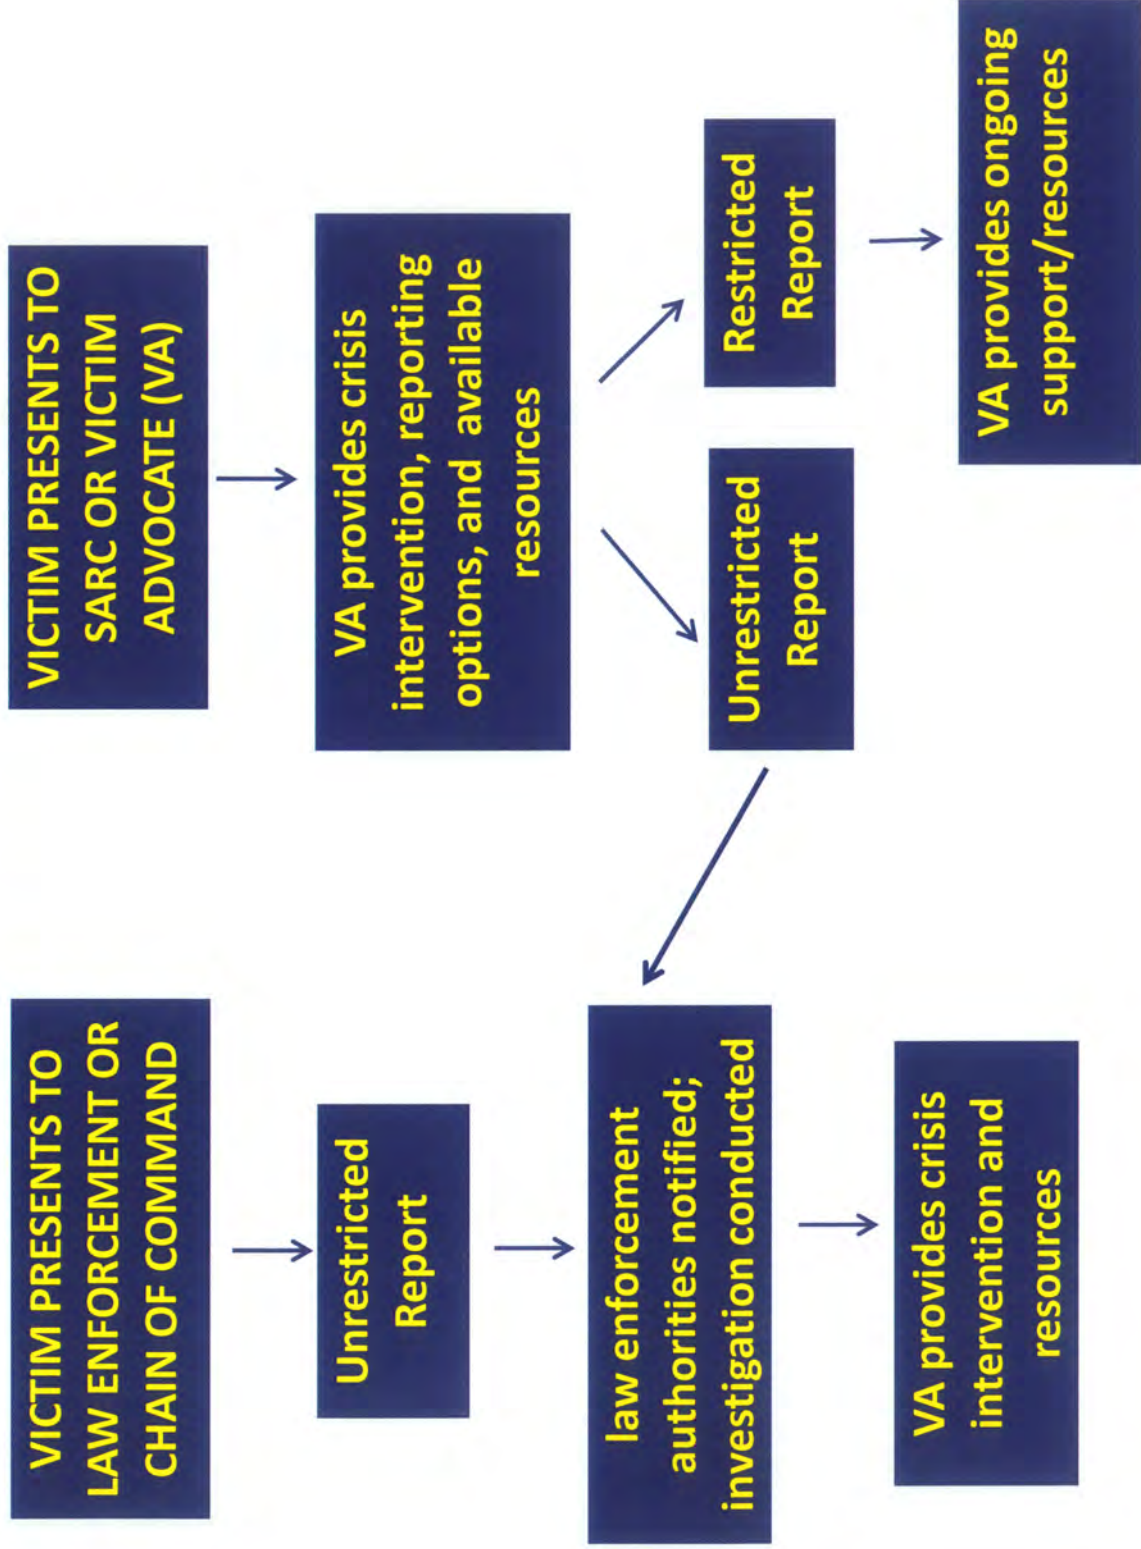 VICTIM PRESENTS TO
LAW ENFORCEMENT OR
CHAIN OF COMMAND
Unrestricted
Report
law enforcement
authorities notified;
investigation conducted
VA provides crisis
intervention and
resources
VICTIM PRESENTS TO
SARC OR VICTIM
ADVOCATE (VA)
VA provides crisis
intervention, reporting
options, and available
resources
Unrestricted
Report
Restricted
Report
VA provides ongoing
support/resources